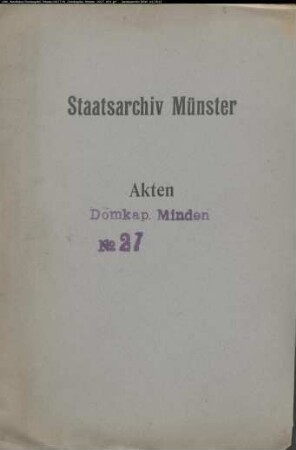 Staatsarchiv Münster
Akten
Domkap. Minden
№ 27